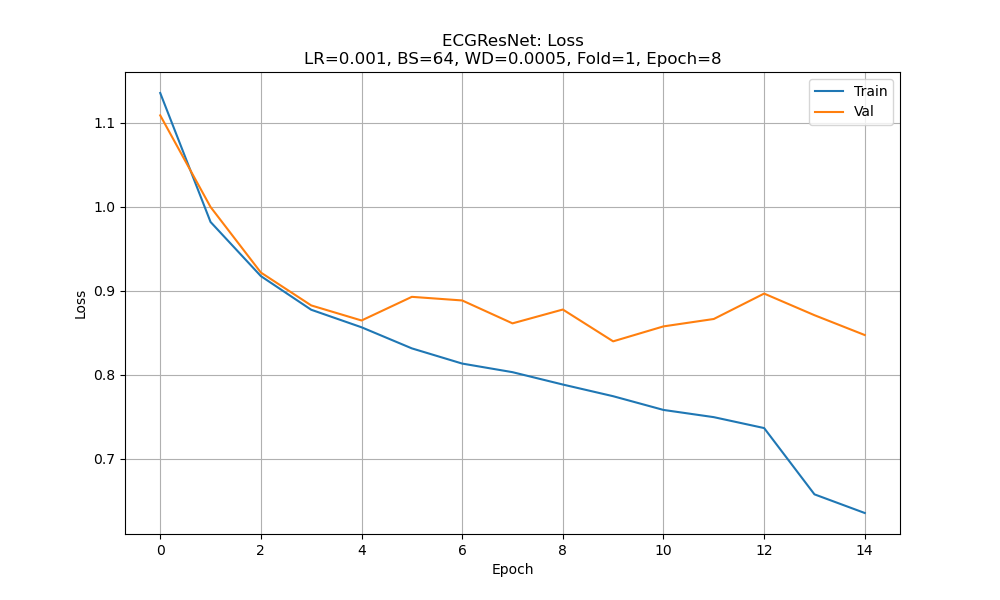 ECGResNet: Loss
LR=0.001, BS=64, WD=0.0005, Fold=1, Epoch=8
Train
Val
1.1
1.0
0.9
0.8
0.7
Loss
0 2 4 6 8 10 12 14
Epoch